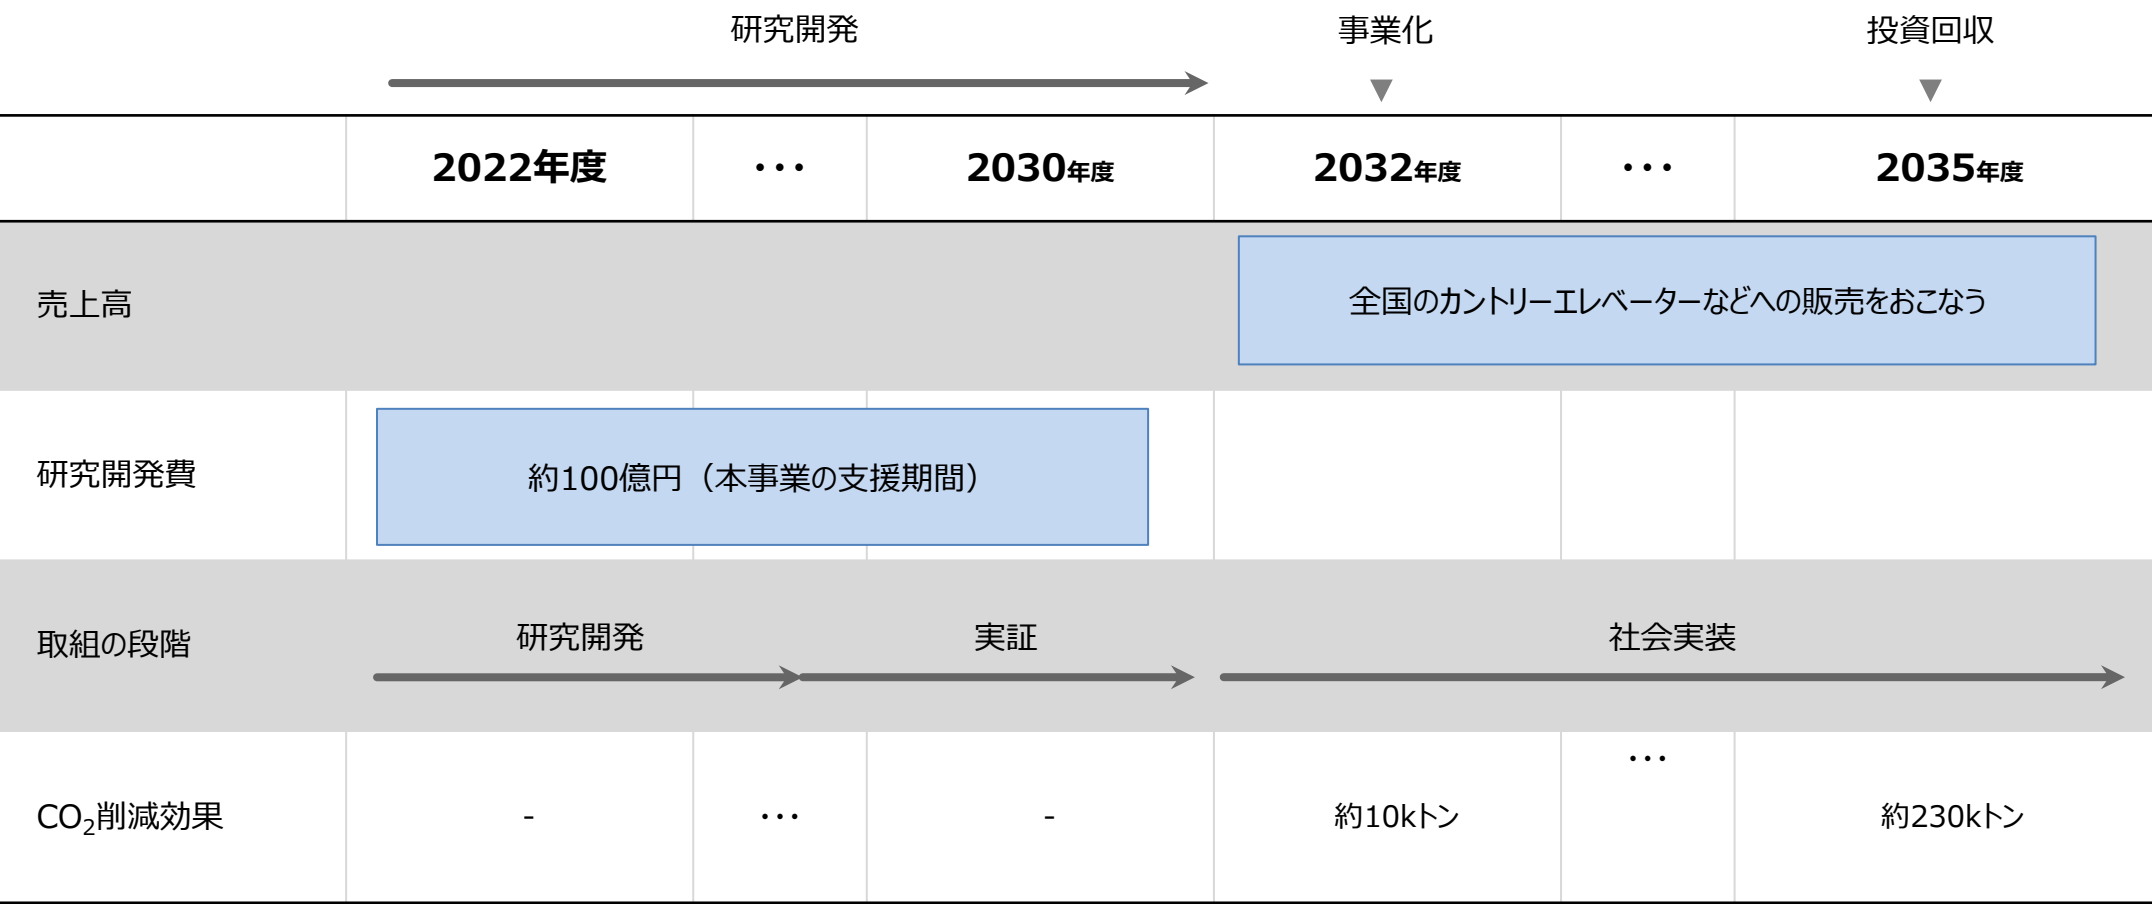 研究開発 事業化 投資回収
▼ ▼
2022年度 ・・・ 2030年度 2032年度 ・・・ 2035年度
売上高 全国のカントリーエレベーターなどへの販売をおこなう
研究開発費 約100億円（本事業の支援期間）
取組の段階 研究開発 実証 社会実装
・・・
CO₂削減効果 - ・・・ - 約10kトン 約230kトン